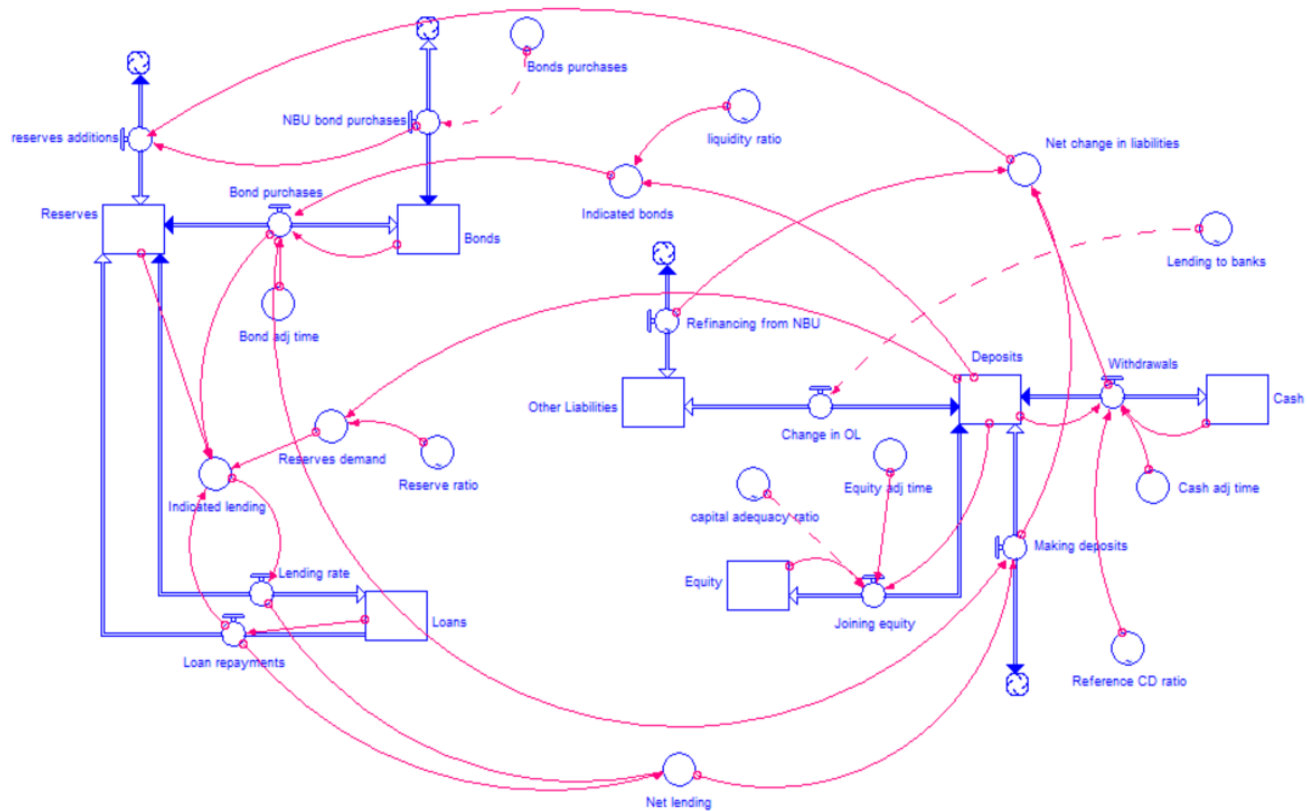 Bonds purchases
reserves additions
NBU bond purchases
liquidity ratio
Net change in liabilities
Bond purchases
Reserves
Indicated bonds
Bonds
Lending to banks
Refinancing from NBU
Bond adj time
Deposits
Withdrawals
Other Liabilities
Cash
Change in OL
Reserves demand
Reserve ratio
Equity adj time
Cash adj time
Indicated lending
capital adequacy ratio
Making deposits
Lending rate
Equity
Loans
Joining equity
Loan repayments
Reference CD ratio
Net lending